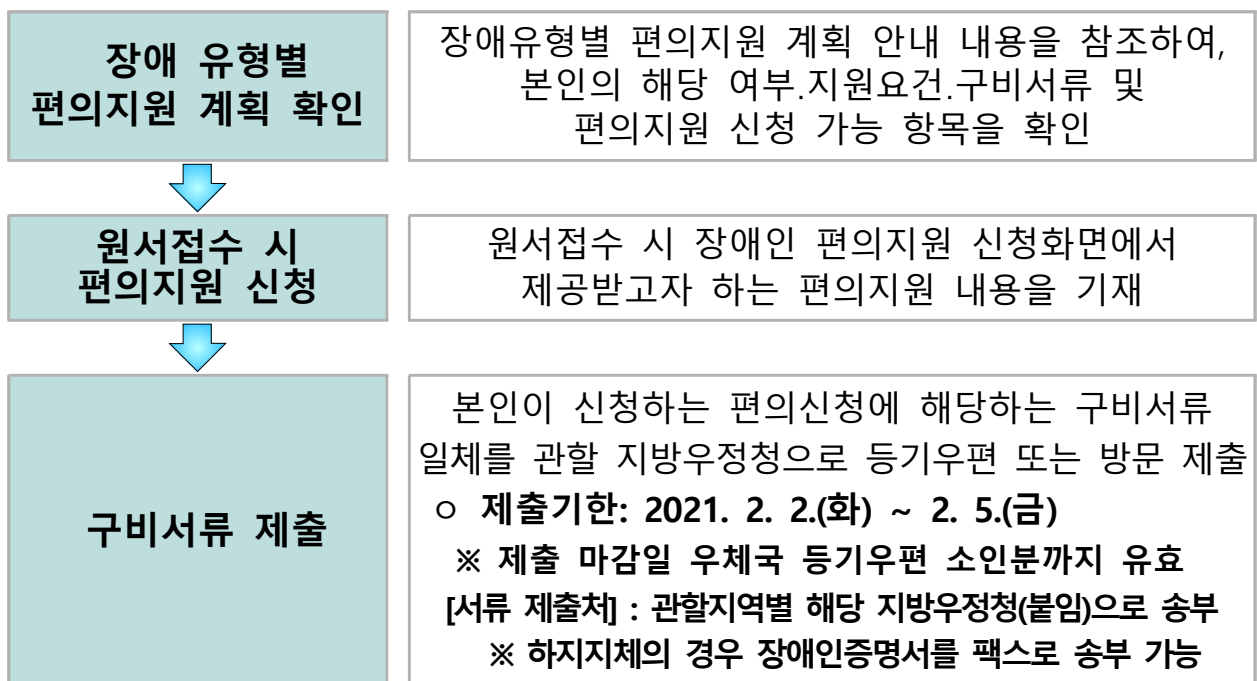 장애 유형별
편의지원 계획 확인
장애유형별 편의지원 계획 안내 내용을 참조하여,
본인의 해당 여부.지원요건.구비서류 및
편의지원 신청 가능 항목을 확인
원서접수 시
편의지원 신청
원서접수 시 장애인 편의지원 신청화면에서
제공받고자 하는 편의지원 내용을 기재
구비서류 제출
본인이 신청하는 편의신청에 해당하는 구비서류
일체를 관할 지방우정청으로 등기우편 또는 방문 제출
ㅇ 제출기한: 2021. 2. 2.(화) ~ 2. 5.(금)
※ 제출 마감일 우체국 등기우편 소인분까지 유효
[서류 제출처] : 관할지역별 해당 지방우정청(붙임)으로 송부
※ 하지지체의 경우 장애인증명서를 팩스로 송부 가능